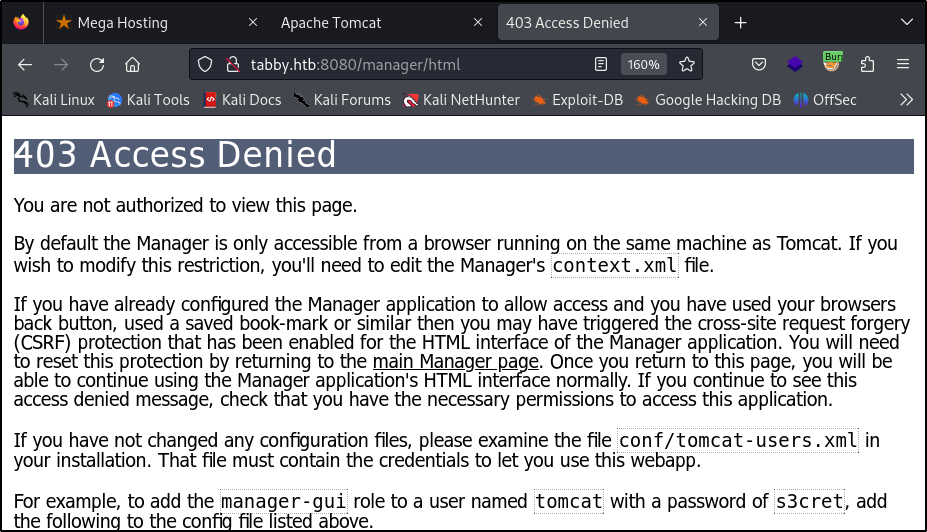 Mega Hosting
Apache Tomcat
403 Access Denied
tabby.htb:8080/manager/html
160%
Bur
Kali Linux
Kali Tools
Kali Docs
Kali Forums
Kali NetHunter
Exploit-DB
Google Hacking DB
OffSec
403 Access Denied
You are not authorized to view this page.
By default the Manager is only accessible from a browser running on the same machine as Tomcat. If you
wish to modify this restriction, you'll need to edit the Manager's context.xml file.
If you have already configured the Manager application to allow access and you have used your browsers
back button, used a saved book-mark or similar then you may have triggered the cross-site request forgery
(CSRF) protection that has been enabled for the HTML interface of the Manager application. You will need
to reset this protection by returning to the main Manager page. Once you return to this page, you will be
able to continue using the Manager application's HTML interface normally. If you continue to see this
access denied message, check that you have the necessary permissions to access this application.
If you have not changed any configuration files, please examine the file conf/tomcat-users.xml in
your installation. That file must contain the credentials to let you use this webapp.
For example, to add the manager-gui role to a user named tomcat with a password of s3cret, add
the following to the config file listed above.